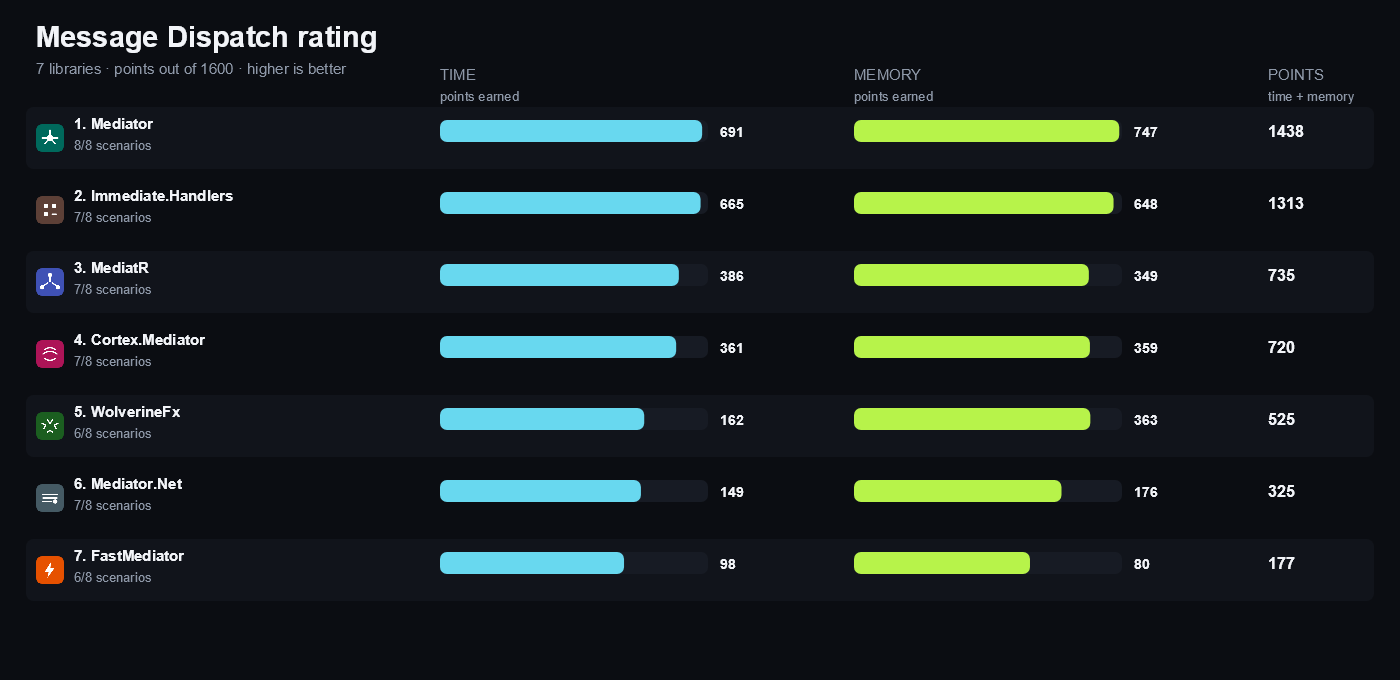 Message Dispatch rating
7 libraries · points out of 1600 · higher is better
TIME
points earned
MEMORY
points earned
POINTS
time + memory
1. Mediator
8/8 scenarios
691
747
1438
2. Immediate.Handlers
7/8 scenarios
665
648
1313
3. MediatR
7/8 scenarios
386
349
735
4. Cortex.Mediator
7/8 scenarios
361
359
720
5. WolverineFx
6/8 scenarios
162
363
525
6. Mediator.Net
7/8 scenarios
149
176
325
7. FastMediator
6/8 scenarios
98
80
177